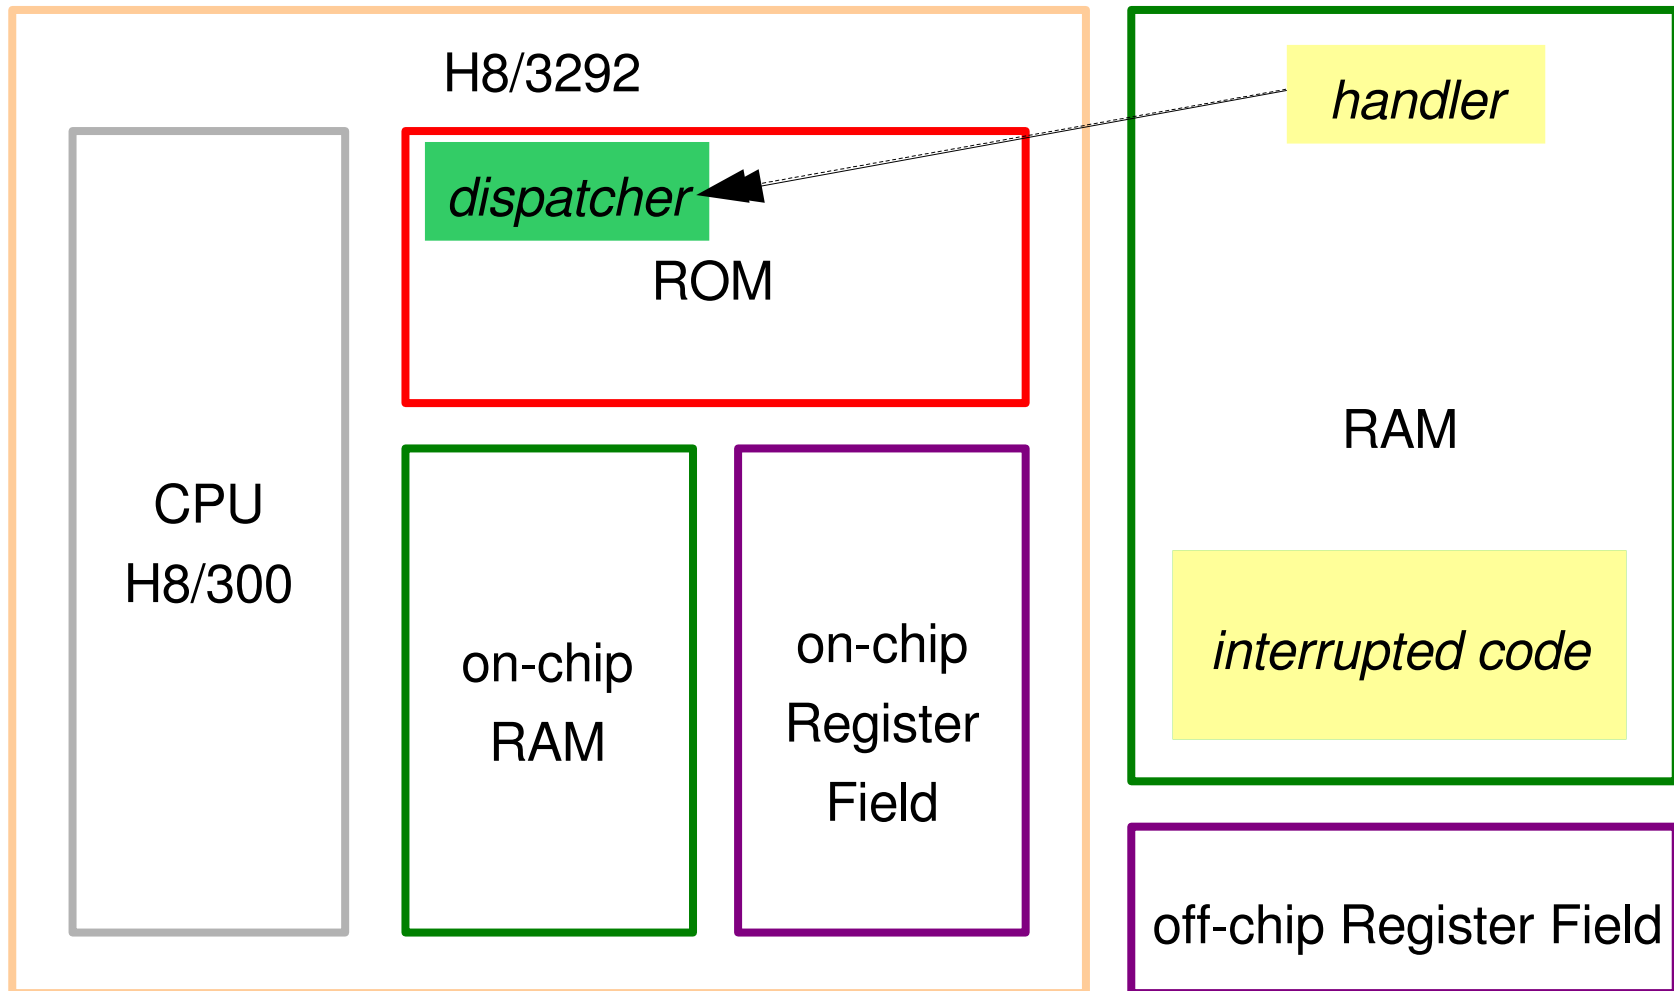 H8/3292
dispatcher
ROM
CPU
H8/300
on-chip
RAM
on-chip
Register
Field
handler
RAM
interrupted code
off-chip Register Field